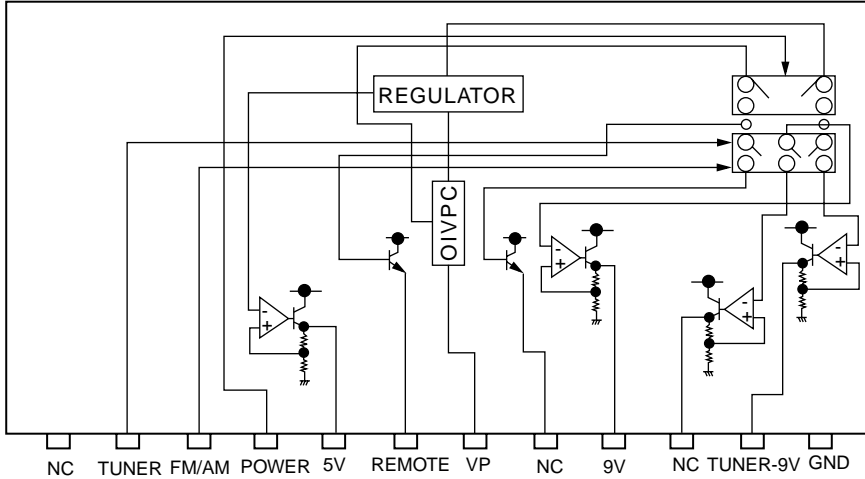 REGULATOR
OIVPC
-
+
-
+
-
+
-
+
NC TUNER FM/AM POWER 5V REMOTE VP NC 9V NC TUNER-9V GND